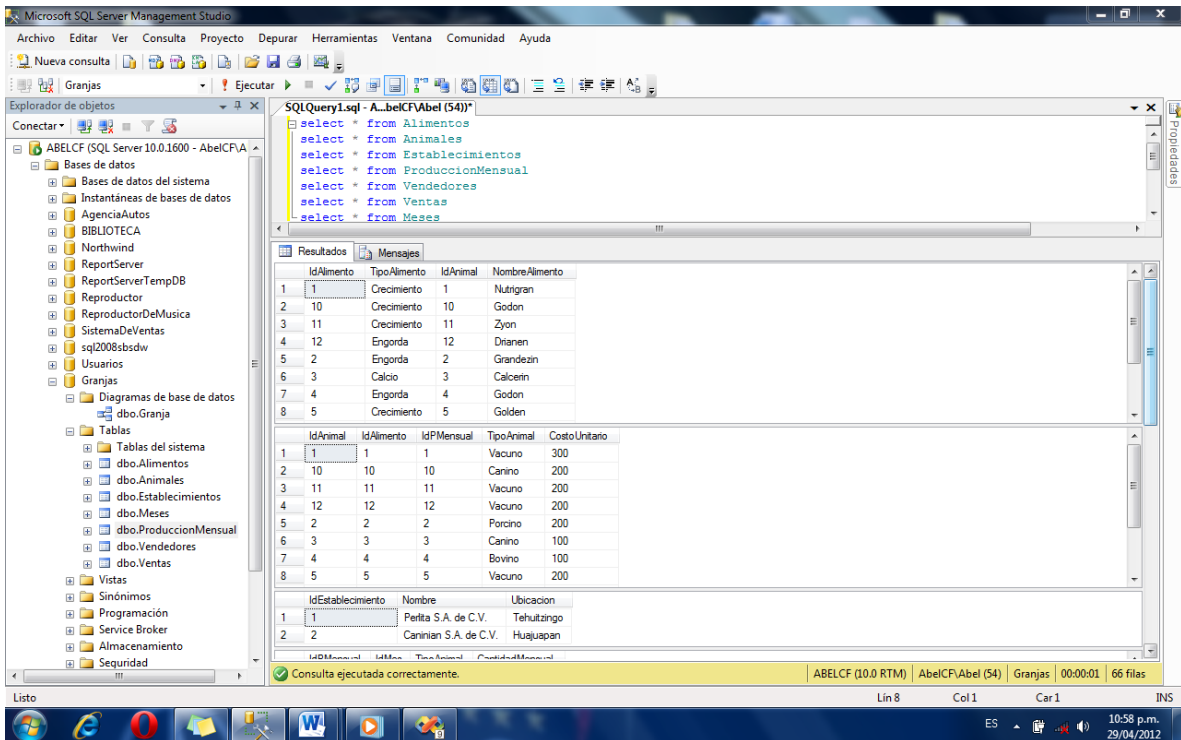 Microsoft SQL Server Management Studio
Archivo Editar Ver Consulta Proyecto Depurar Herramientas Ventana Comunidad Ayuda
Nueva consulta
Granjas Ejecutar
Explorador de objetos
Conectar
ABELCF (SQL Server 10.0.1600 - AbelCF\A
Bases de datos
Bases de datos del sistema
Instantáneas de bases de datos
AgenciaAutos
BIBLIOTECA
Northwind
ReportServer
ReportServerTempDB
Reproductor
ReproductorDeMusica
SistemaDeVentas
sql2008sbsdw
Usuarios
Granjas
Diagramas de base de datos
dbo.Granja
Tablas
Tablas del sistema
dbo.Alimentos
dbo.Animales
dbo.Establecimientos
dbo.Meses
dbo.ProduccionMensual
dbo.Vendedores
dbo.Ventas
Vistas
Sinónimos
Programación
Service Broker
Almacenamiento
Seguridad
SQLQuery1.sql - A...belCF\Abel (54))*
select * from Alimentos
select * from Animales
select * from Establecimientos
select * from ProduccionMensual
select * from Vendedores
select * from Ventas
select * from Meses
Propiedades
Resultados Mensajes
IdAlimento TipoAlimento IdAnimal NombreAlimento
1 1 Crecimiento 1 Nutrigran
2 10 Crecimiento 10 Godon
3 11 Crecimiento 11 Zyon
4 12 Engorda 12 Drianen
5 2 Engorda 2 Grandezin
6 3 Calcio 3 Calcerin
7 4 Engorda 4 Godon
8 5 Crecimiento 5 Golden
IdAnimal IdAlimento IdPMensual TipoAnimal CostoUnitario
1 1 1 1 Vacuno 300
2 10 10 10 Canino 200
3 11 11 11 Vacuno 200
4 12 12 12 Vacuno 200
5 2 2 2 Porcino 200
6 3 3 3 Canino 100
7 4 4 4 Bovino 100
8 5 5 5 Vacuno 200
IdEstablecimiento Nombre Ubicacion
1 1 Perlita S.A. de C.V. Tehuitzingo
2 2 Caninian S.A. de C.V. Huajuapan
IdPMensual IdMes TipoAnimal CantidadMensual
Consulta ejecutada correctamente. ABELCF (10.0 RTM) AbelCF\Abel (54) Granjas 00:00:01 66 filas
Listo Lín 8 Col 1 Car 1 INS
ES 10:58 p.m.
29/04/2012